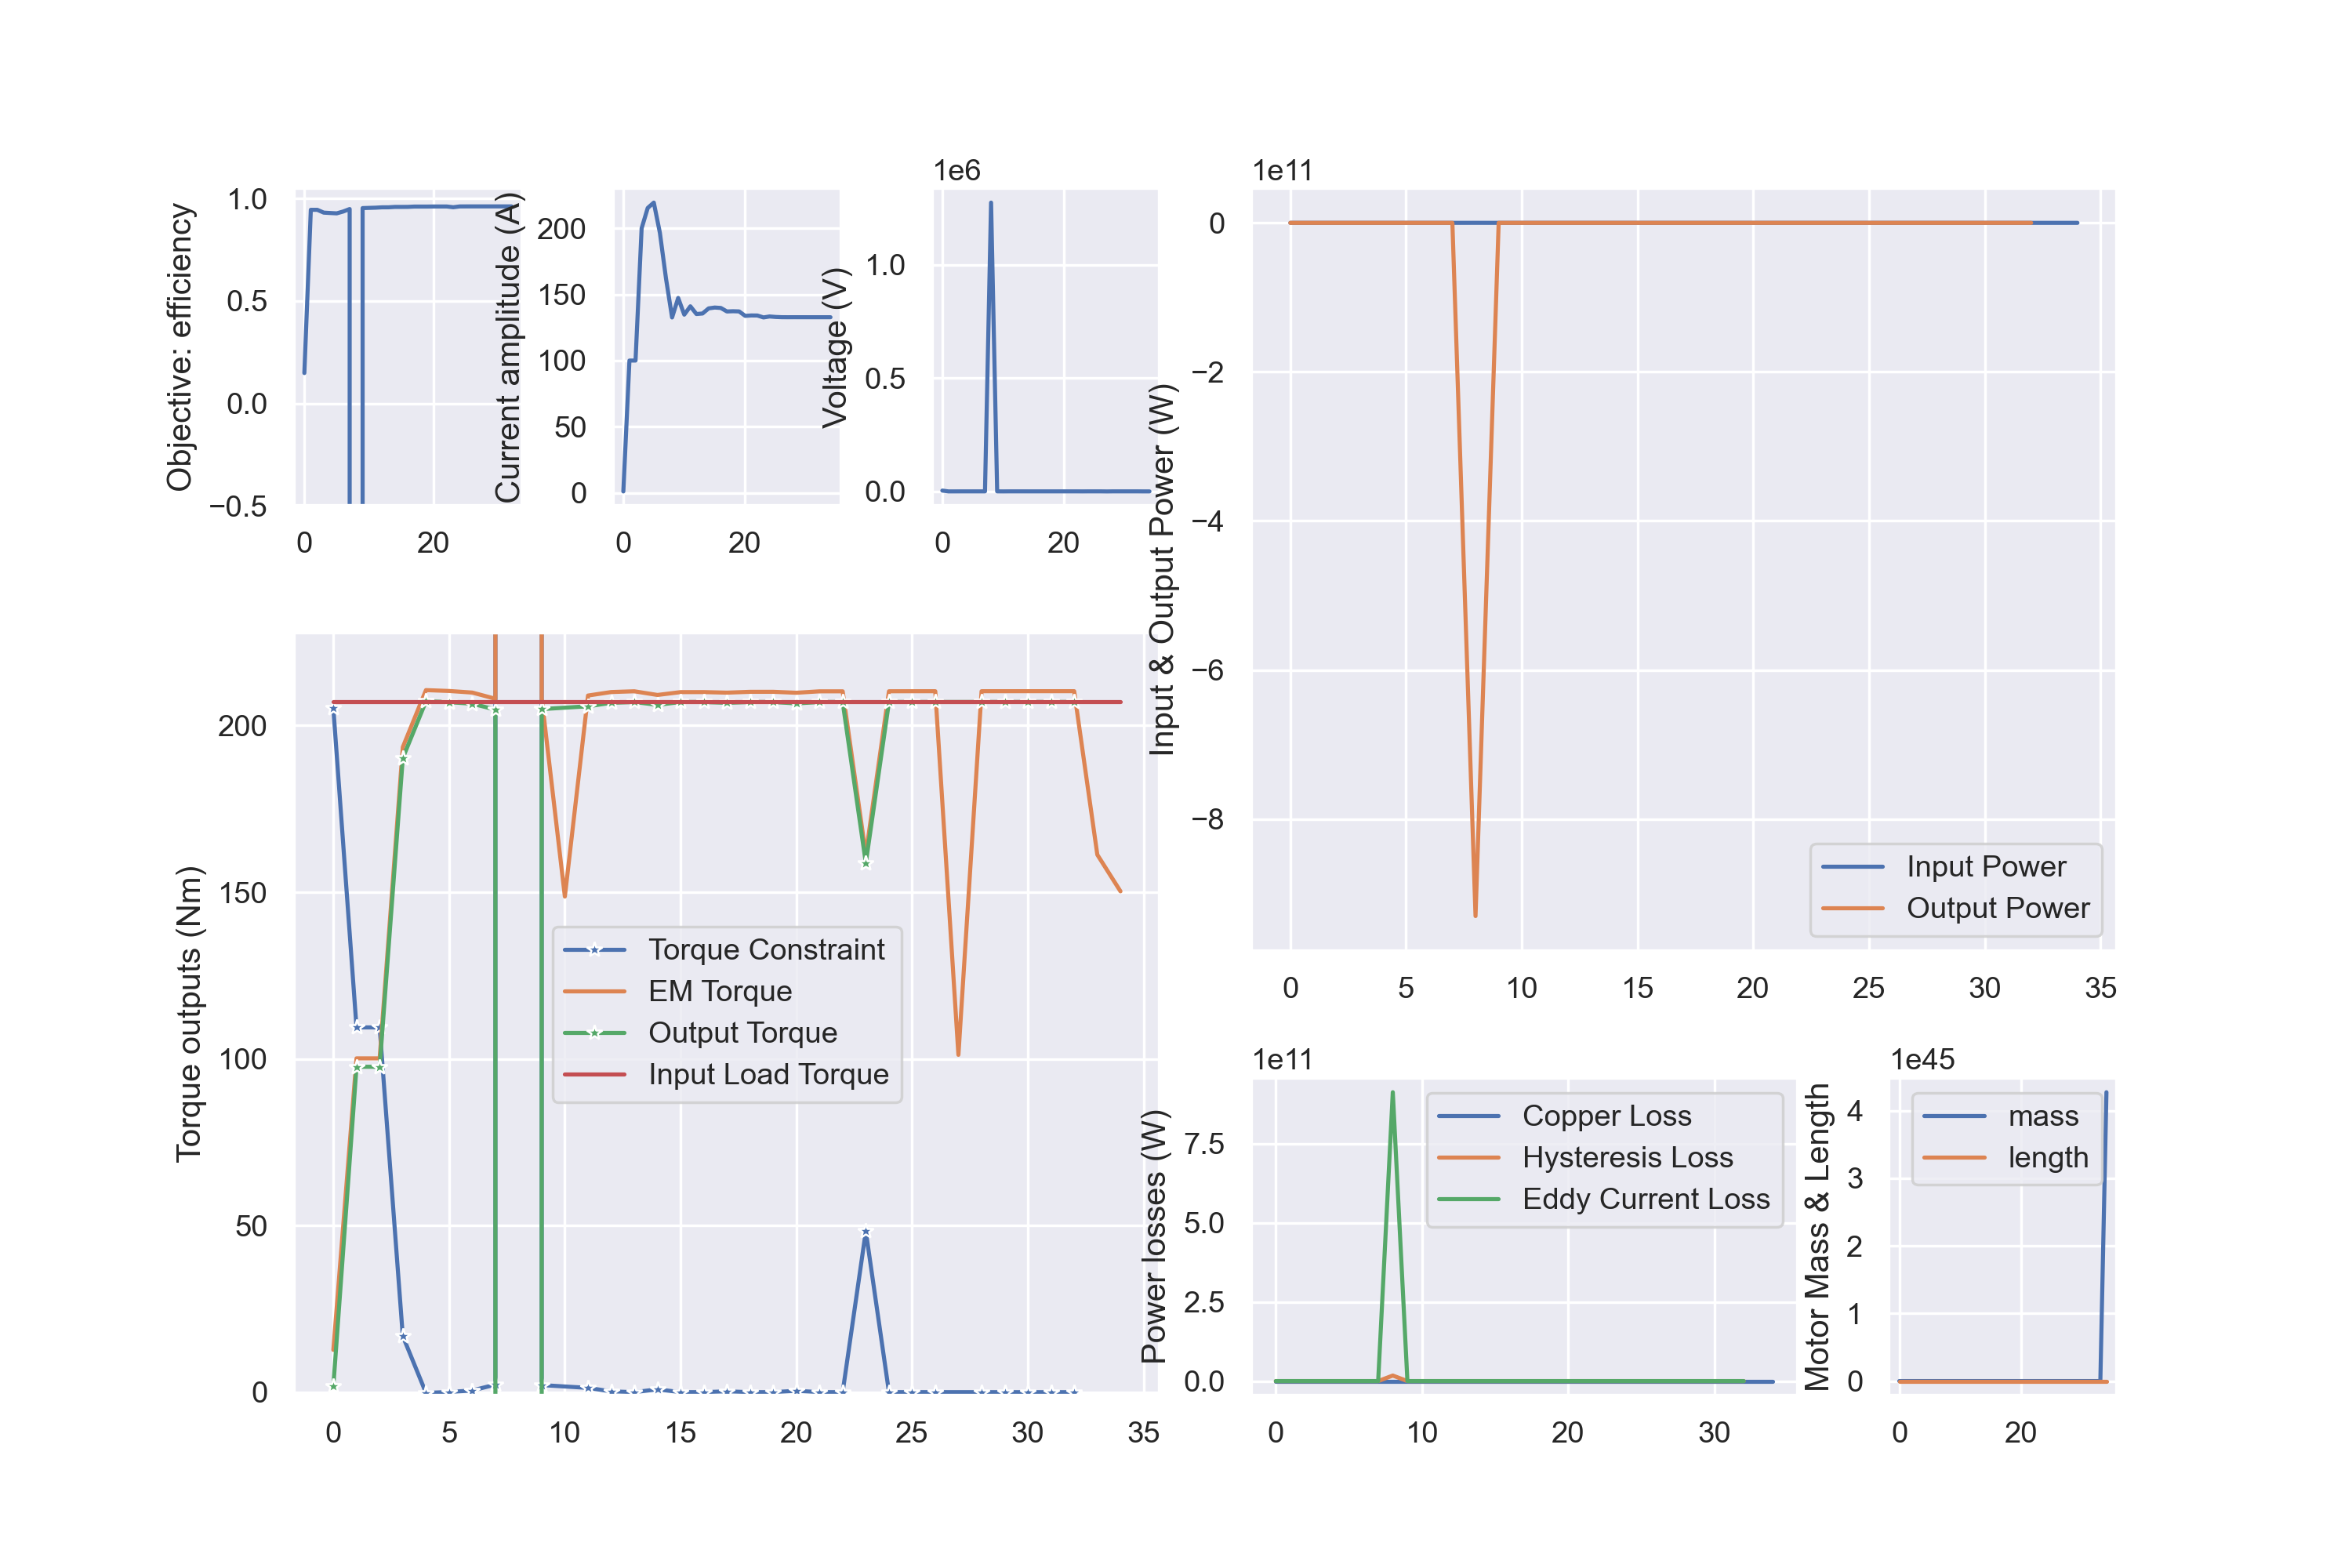 Objective: efficiency
1.0
0.5
0.0
−0.5
0 20
Current amplitude (A)
200
150
100
50
0
0 20
1e6
Voltage (V)
1.0
0.5
0.0
0 20
1e11
Input & Output Power (W)
0
−2
−4
−6
−8
Input Power
Output Power
0 5 10 15 20 25 30 35
Torque outputs (Nm)
200
150
100
50
0
Torque Constraint
EM Torque
Output Torque
Input Load Torque
0 5 10 15 20 25 30 35
1e11
Power losses (W)
7.5
5.0
2.5
0.0
Copper Loss
Hysteresis Loss
Eddy Current Loss
0 10 20 30
1e45
Motor Mass & Length
4
3
2
1
0
mass
length
0 20